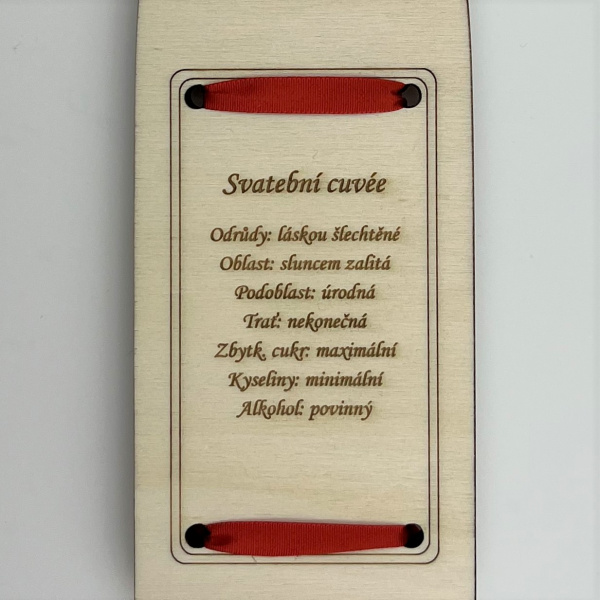 Svatební cuvée
Odrůdy: láskou šlechtěné
Oblast: sluncem zalitá
Podoblast: úrodná
Trať: nekonečná
Zbytk. cukr: maximální
Kyseliny: minimální
Alkohol: povinný